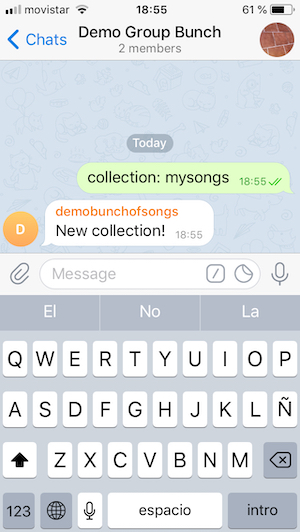 movistar 18:55 61 %
Chats Demo Group Bunch
2 members
Today
collection: mysongs 18:55
demobunchofsongs
D New collection! 18:55
Message
El No La
Q W E R T Y U I O P
A S D F G H J K L Ñ
Z X C V B N M
123 espacio intro